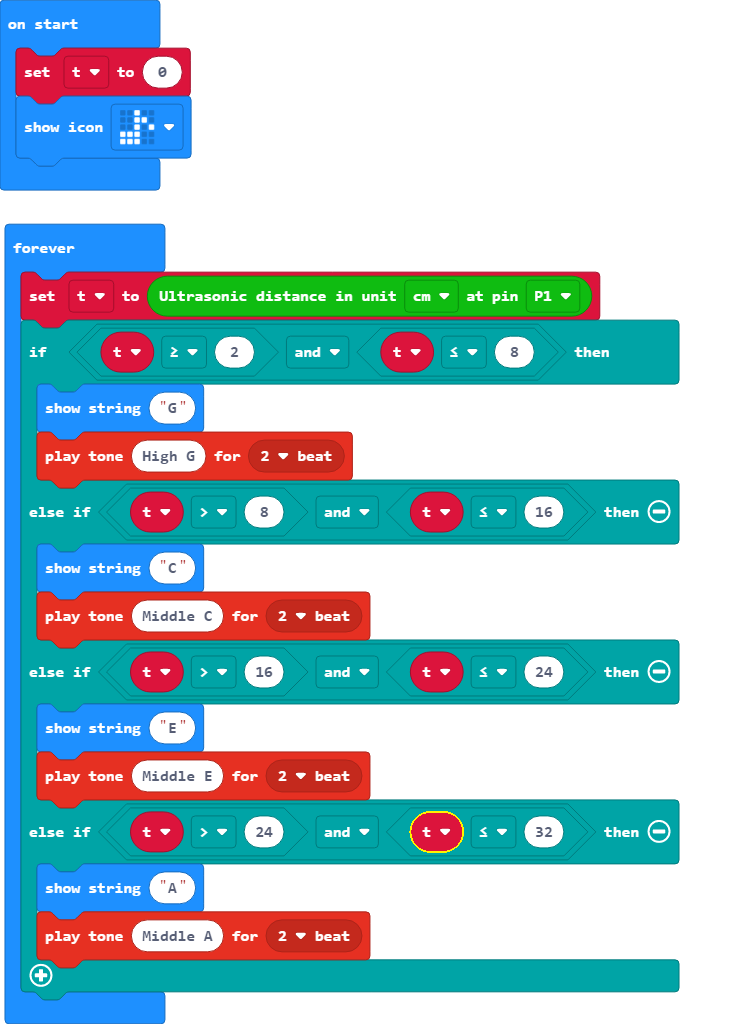 on start
set t to 0
show icon
forever
set t to Ultrasonic distance in unit cm at pin P1
if t ≥ 2 and t ≤ 8 then
show string "G"
play tone High G for 2 beat
else if t > 8 and t ≤ 16 then
show string "C"
play tone Middle C for 2 beat
else if t > 16 and t ≤ 24 then
show string "E"
play tone Middle E for 2 beat
else if t > 24 and t ≤ 32 then
show string "A"
play tone Middle A for 2 beat